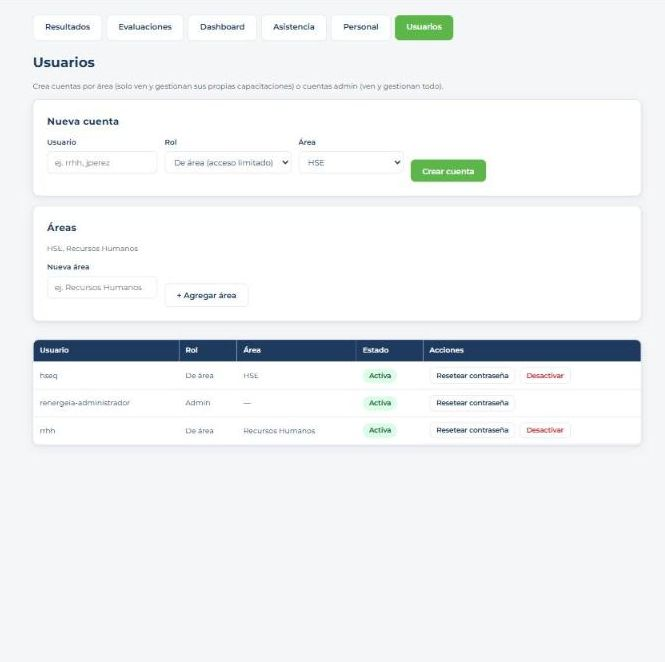 Resultados Evaluaciones Dashboard Asistencia Personal Usuarios
Usuarios
Crea cuentas por área (solo ven y gestionan sus propias capacitaciones) o cuentas admin (ven y gestionan todo).
Nueva cuenta
Usuario Rol Área
ej. rrhh, jperez De área (acceso limitado) HSE Crear cuenta
Áreas
HSE, Recursos Humanos
Nueva área
ej. Recursos Humanos + Agregar área
Usuario Rol Área Estado Acciones
hseq De área HSE Activa Resetear contraseña Desactivar
renergeia-administrador Admin — Activa Resetear contraseña
rrhh De área Recursos Humanos Activa Resetear contraseña Desactivar